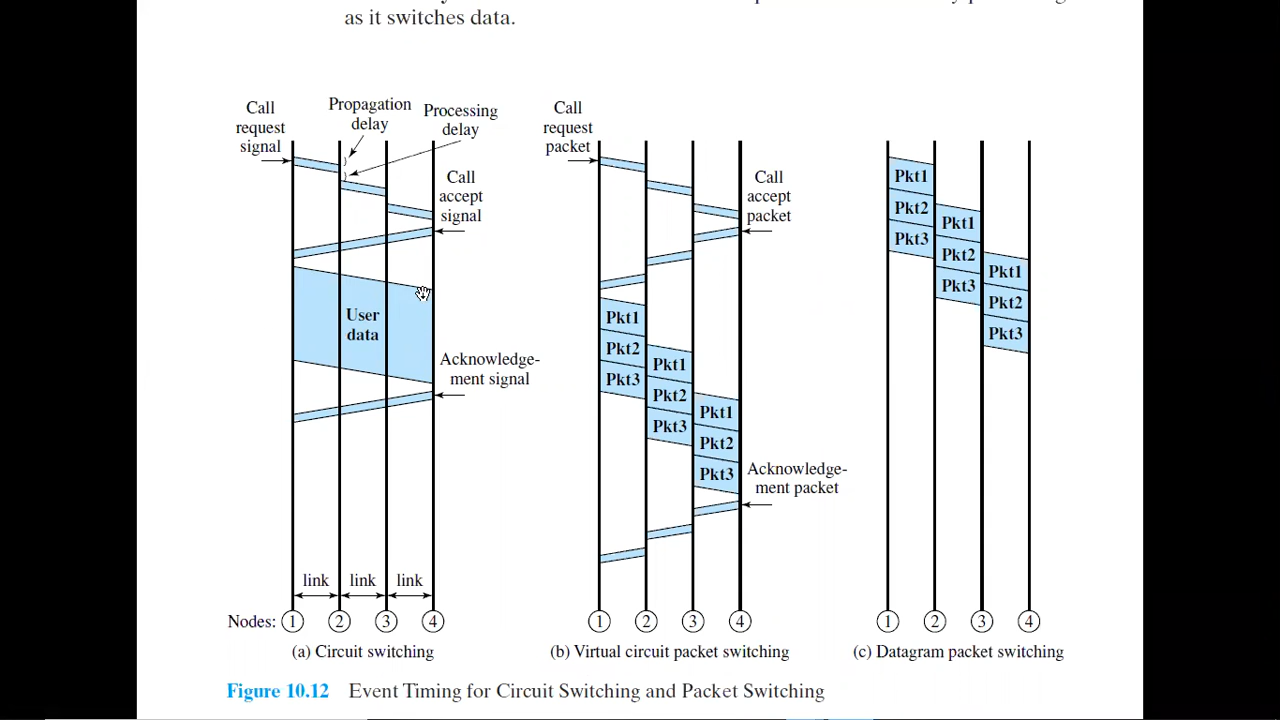 as it switches data.
Call
request
signal
Propagation
delay
Processing
delay
Call
accept
signal
User
data
Acknowledge-
ment signal
link
link
link
Nodes:
1
2
3
4
(a) Circuit switching
Call
request
packet
Call
accept
packet
Pkt1
Pkt2
Pkt3
Pkt1
Pkt2
Pkt3
Pkt1
Pkt2
Pkt3
Acknowledge-
ment packet
1
2
3
4
(b) Virtual circuit packet switching
Pkt1
Pkt2
Pkt3
Pkt1
Pkt2
Pkt3
Pkt1
Pkt2
Pkt3
1
2
3
4
(c) Datagram packet switching
Figure 10.12 Event Timing for Circuit Switching and Packet Switching